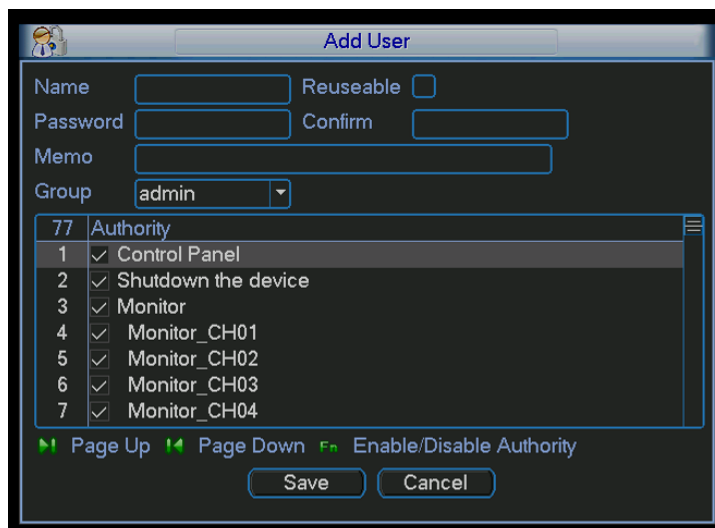 Add User
Name Reuseable
Password Confirm
Memo
Group admin
77 Authority
1 Control Panel
2 Shutdown the device
3 Monitor
4 Monitor_CH01
5 Monitor_CH02
6 Monitor_CH03
7 Monitor_CH04
Page Up Page Down Fn Enable/Disable Authority
Save Cancel